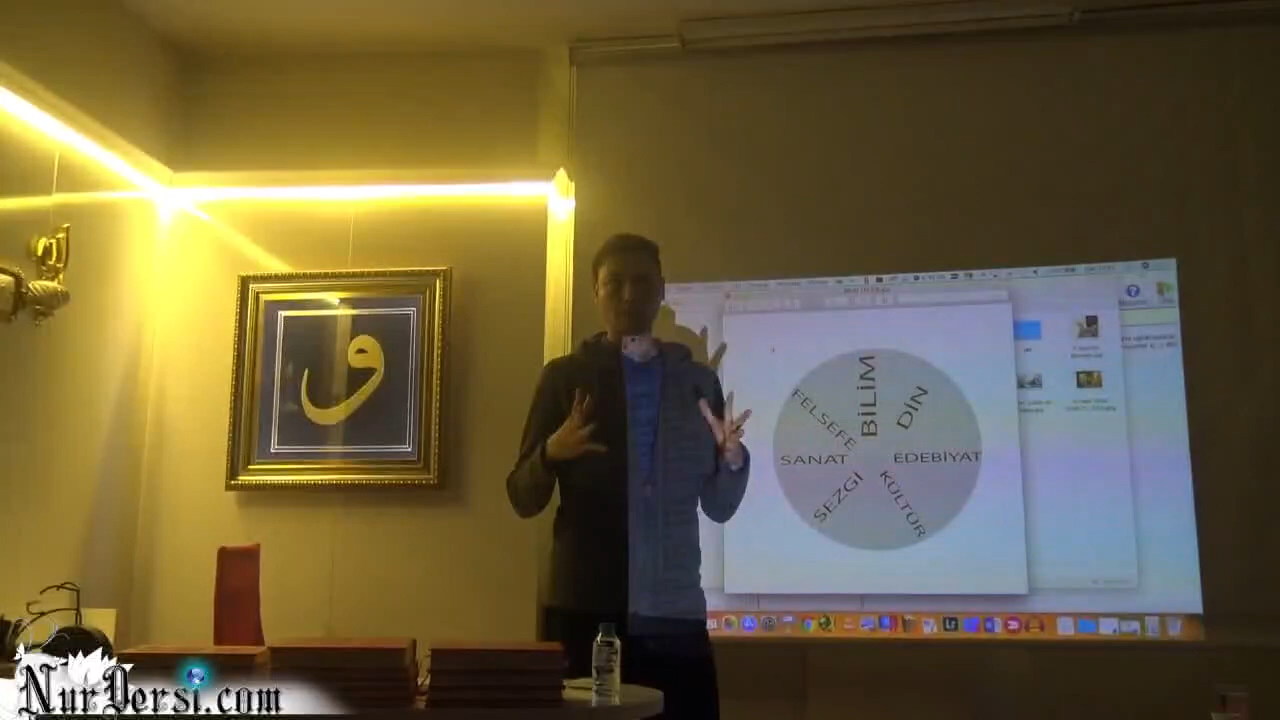 و
BİLİM
DİN
EDEBİYAT
KÜLTÜR
SEZGİ
SANAT
FELSEFE
NurDersi.com